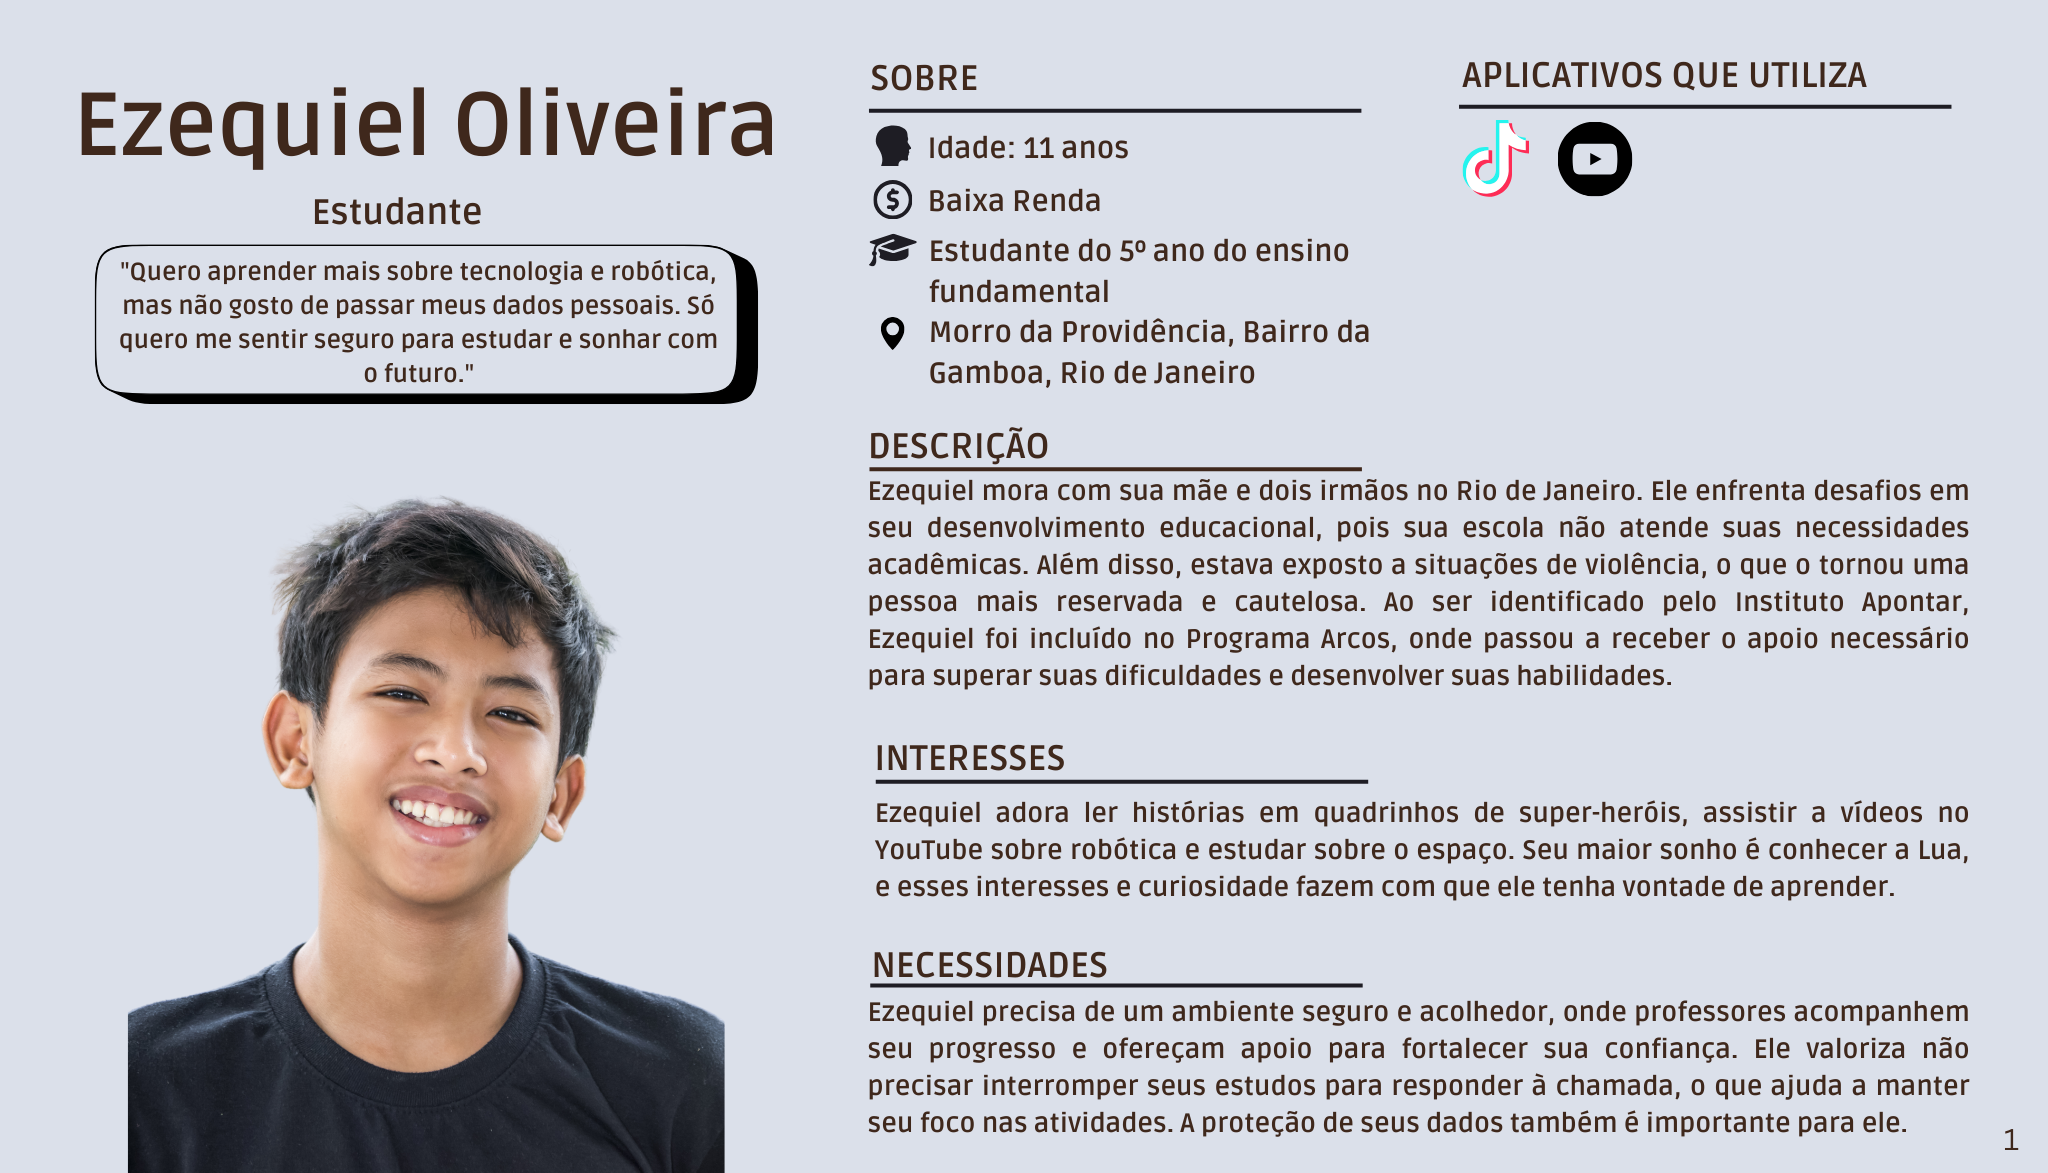 Ezequiel Oliveira
Estudante
"Quero aprender mais sobre tecnologia e robótica,
mas não gosto de passar meus dados pessoais. Só
quero me sentir seguro para estudar e sonhar com
o futuro."
SOBRE
Idade: 11 anos
Baixa Renda
Estudante do 5º ano do ensino
fundamental
Morro da Providência, Bairro da
Gamboa, Rio de Janeiro
APLICATIVOS QUE UTILIZA
DESCRIÇÃO
Ezequiel mora com sua mãe e dois irmãos no Rio de Janeiro. Ele enfrenta desafios em
seu desenvolvimento educacional, pois sua escola não atende suas necessidades
acadêmicas. Além disso, estava exposto a situações de violência, o que o tornou uma
pessoa mais reservada e cautelosa. Ao ser identificado pelo Instituto Apontar,
Ezequiel foi incluído no Programa Arcos, onde passou a receber o apoio necessário
para superar suas dificuldades e desenvolver suas habilidades.
INTERESSES
Ezequiel adora ler histórias em quadrinhos de super-heróis, assistir a vídeos no
YouTube sobre robótica e estudar sobre o espaço. Seu maior sonho é conhecer a Lua,
e esses interesses e curiosidade fazem com que ele tenha vontade de aprender.
NECESSIDADES
Ezequiel precisa de um ambiente seguro e acolhedor, onde professores acompanhem
seu progresso e ofereçam apoio para fortalecer sua confiança. Ele valoriza não
precisar interromper seus estudos para responder à chamada, o que ajuda a manter
seu foco nas atividades. A proteção de seus dados também é importante para ele.
1